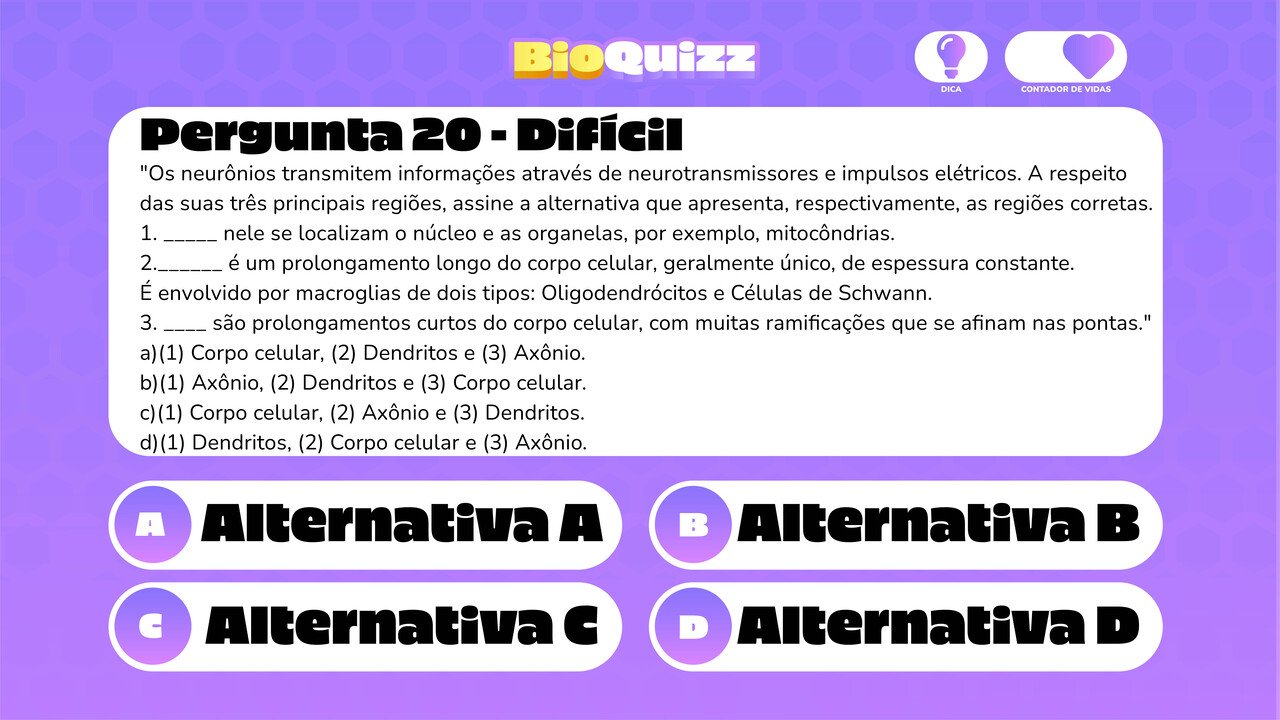 BioQuizz
DICA
CONTADOR DE VIDAS
Pergunta 20 - Difícil
"Os neurônios transmitem informações através de neurotransmissores e impulsos elétricos. A respeito
das suas três principais regiões, assine a alternativa que apresenta, respectivamente, as regiões corretas.
1. _____ nele se localizam o núcleo e as organelas, por exemplo, mitocôndrias.
2.______ é um prolongamento longo do corpo celular, geralmente único, de espessura constante.
É envolvido por macroglias de dois tipos: Oligodendrócitos e Células de Schwann.
3. ____ são prolongamentos curtos do corpo celular, com muitas ramificações que se afinam nas pontas."
a)(1) Corpo celular, (2) Dendritos e (3) Axônio.
b)(1) Axônio, (2) Dendritos e (3) Corpo celular.
c)(1) Corpo celular, (2) Axônio e (3) Dendritos.
d)(1) Dendritos, (2) Corpo celular e (3) Axônio.
A Alternativa A
B Alternativa B
C Alternativa C
D Alternativa D